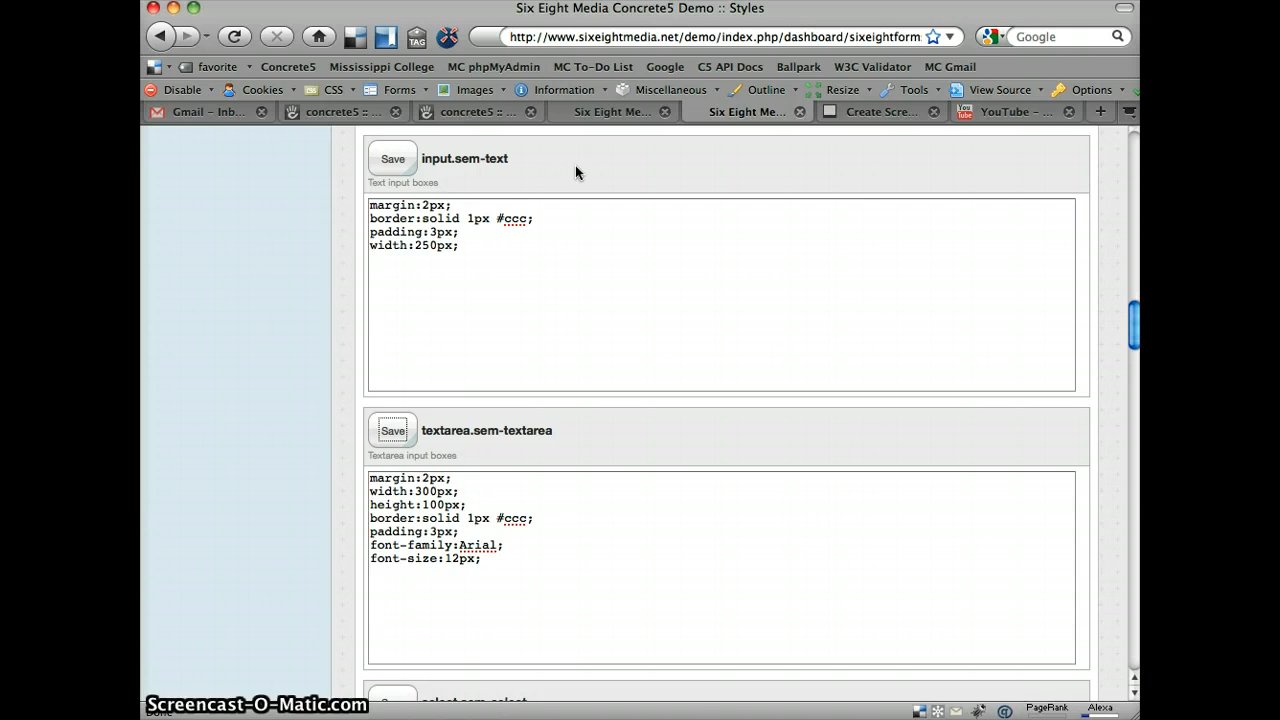 Six Eight Media Concrete5 Demo :: Styles
http://www.sixeightmedia.net/demo/index.php/dashboard/sixeightform
Google
TAG
favorite Concrete5 Mississippi College MC phpMyAdmin MC To-Do List Google C5 API Docs Ballpark W3C Validator MC Gmail
Disable Cookies CSS Forms Images Information Miscellaneous Outline Resize Tools View Source Options
Gmail – Inb... concrete5 :: ... concrete5 :: ... Six Eight Me... Six Eight Me... Create Scre... YouTube – ...
Save input.sem-text
Text input boxes
margin:2px;
border:solid 1px #ccc;
padding:3px;
width:250px;
Save textarea.sem-textarea
Textarea input boxes
margin:2px;
width:300px;
height:100px;
border:solid 1px #ccc;
padding:3px;
font-family:Arial;
font-size:12px;
select.sem-select
Screencast-O-Matic.com
PageRank Alexa